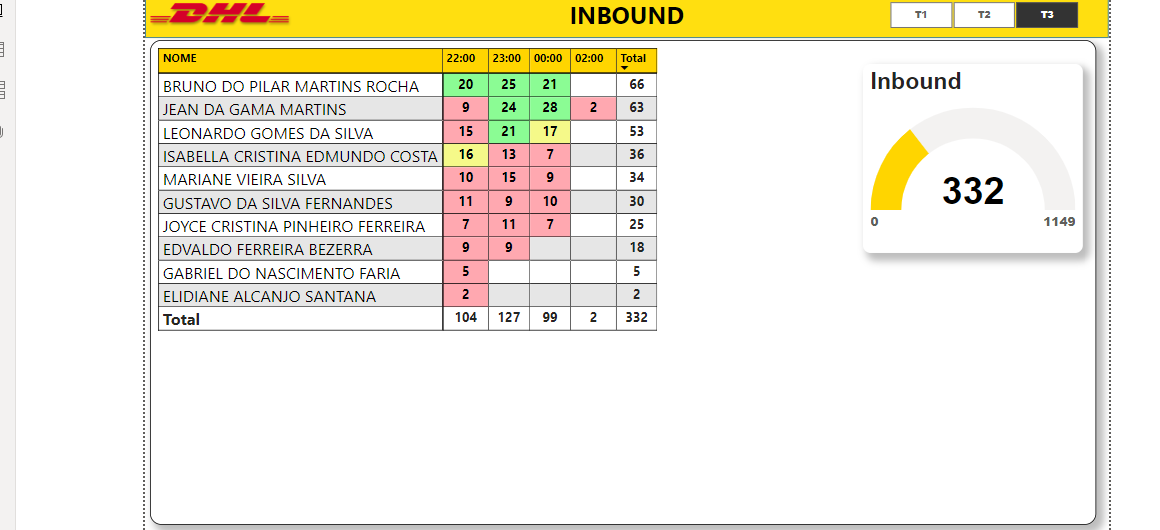 DHL INBOUND T1 T2 T3
NOME 22:00 23:00 00:00 02:00 Total
BRUNO DO PILAR MARTINS ROCHA 20 25 21 66
JEAN DA GAMA MARTINS 9 24 28 2 63
LEONARDO GOMES DA SILVA 15 21 17 53
ISABELLA CRISTINA EDMUNDO COSTA 16 13 7 36
MARIANE VIEIRA SILVA 10 15 9 34
GUSTAVO DA SILVA FERNANDES 11 9 10 30
JOYCE CRISTINA PINHEIRO FERREIRA 7 11 7 25
EDVALDO FERREIRA BEZERRA 9 9 18
GABRIEL DO NASCIMENTO FARIA 5 5
ELIDIANE ALCANJO SANTANA 2 2
Total 104 127 99 2 332
Inbound
332
0 1149